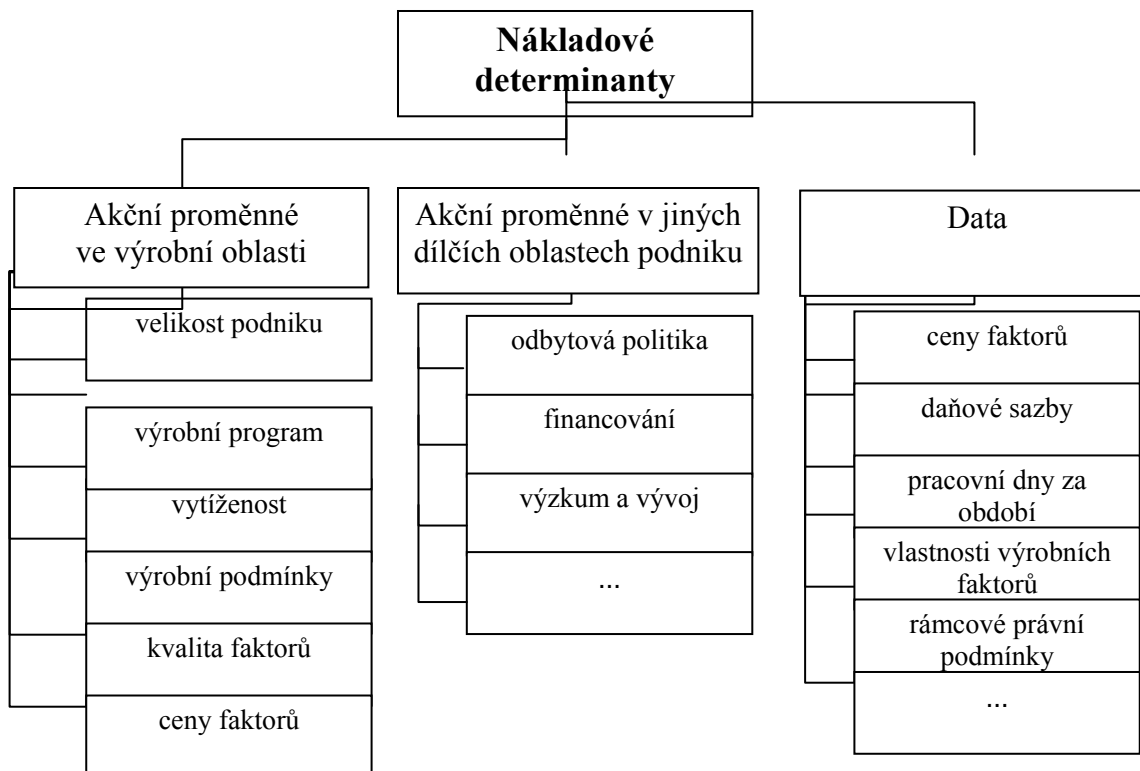 Nákladové
determinanty
Akční proměnné
ve výrobní oblasti
velikost podniku
výrobní program
vytíženost
výrobní podmínky
kvalita faktorů
ceny faktorů
Akční proměnné v jiných
dílčích oblastech podniku
odbytová politika
financování
výzkum a vývoj
...
Data
ceny faktorů
daňové sazby
pracovní dny za
období
vlastnosti výrobních
faktorů
rámcové právní
podmínky
...